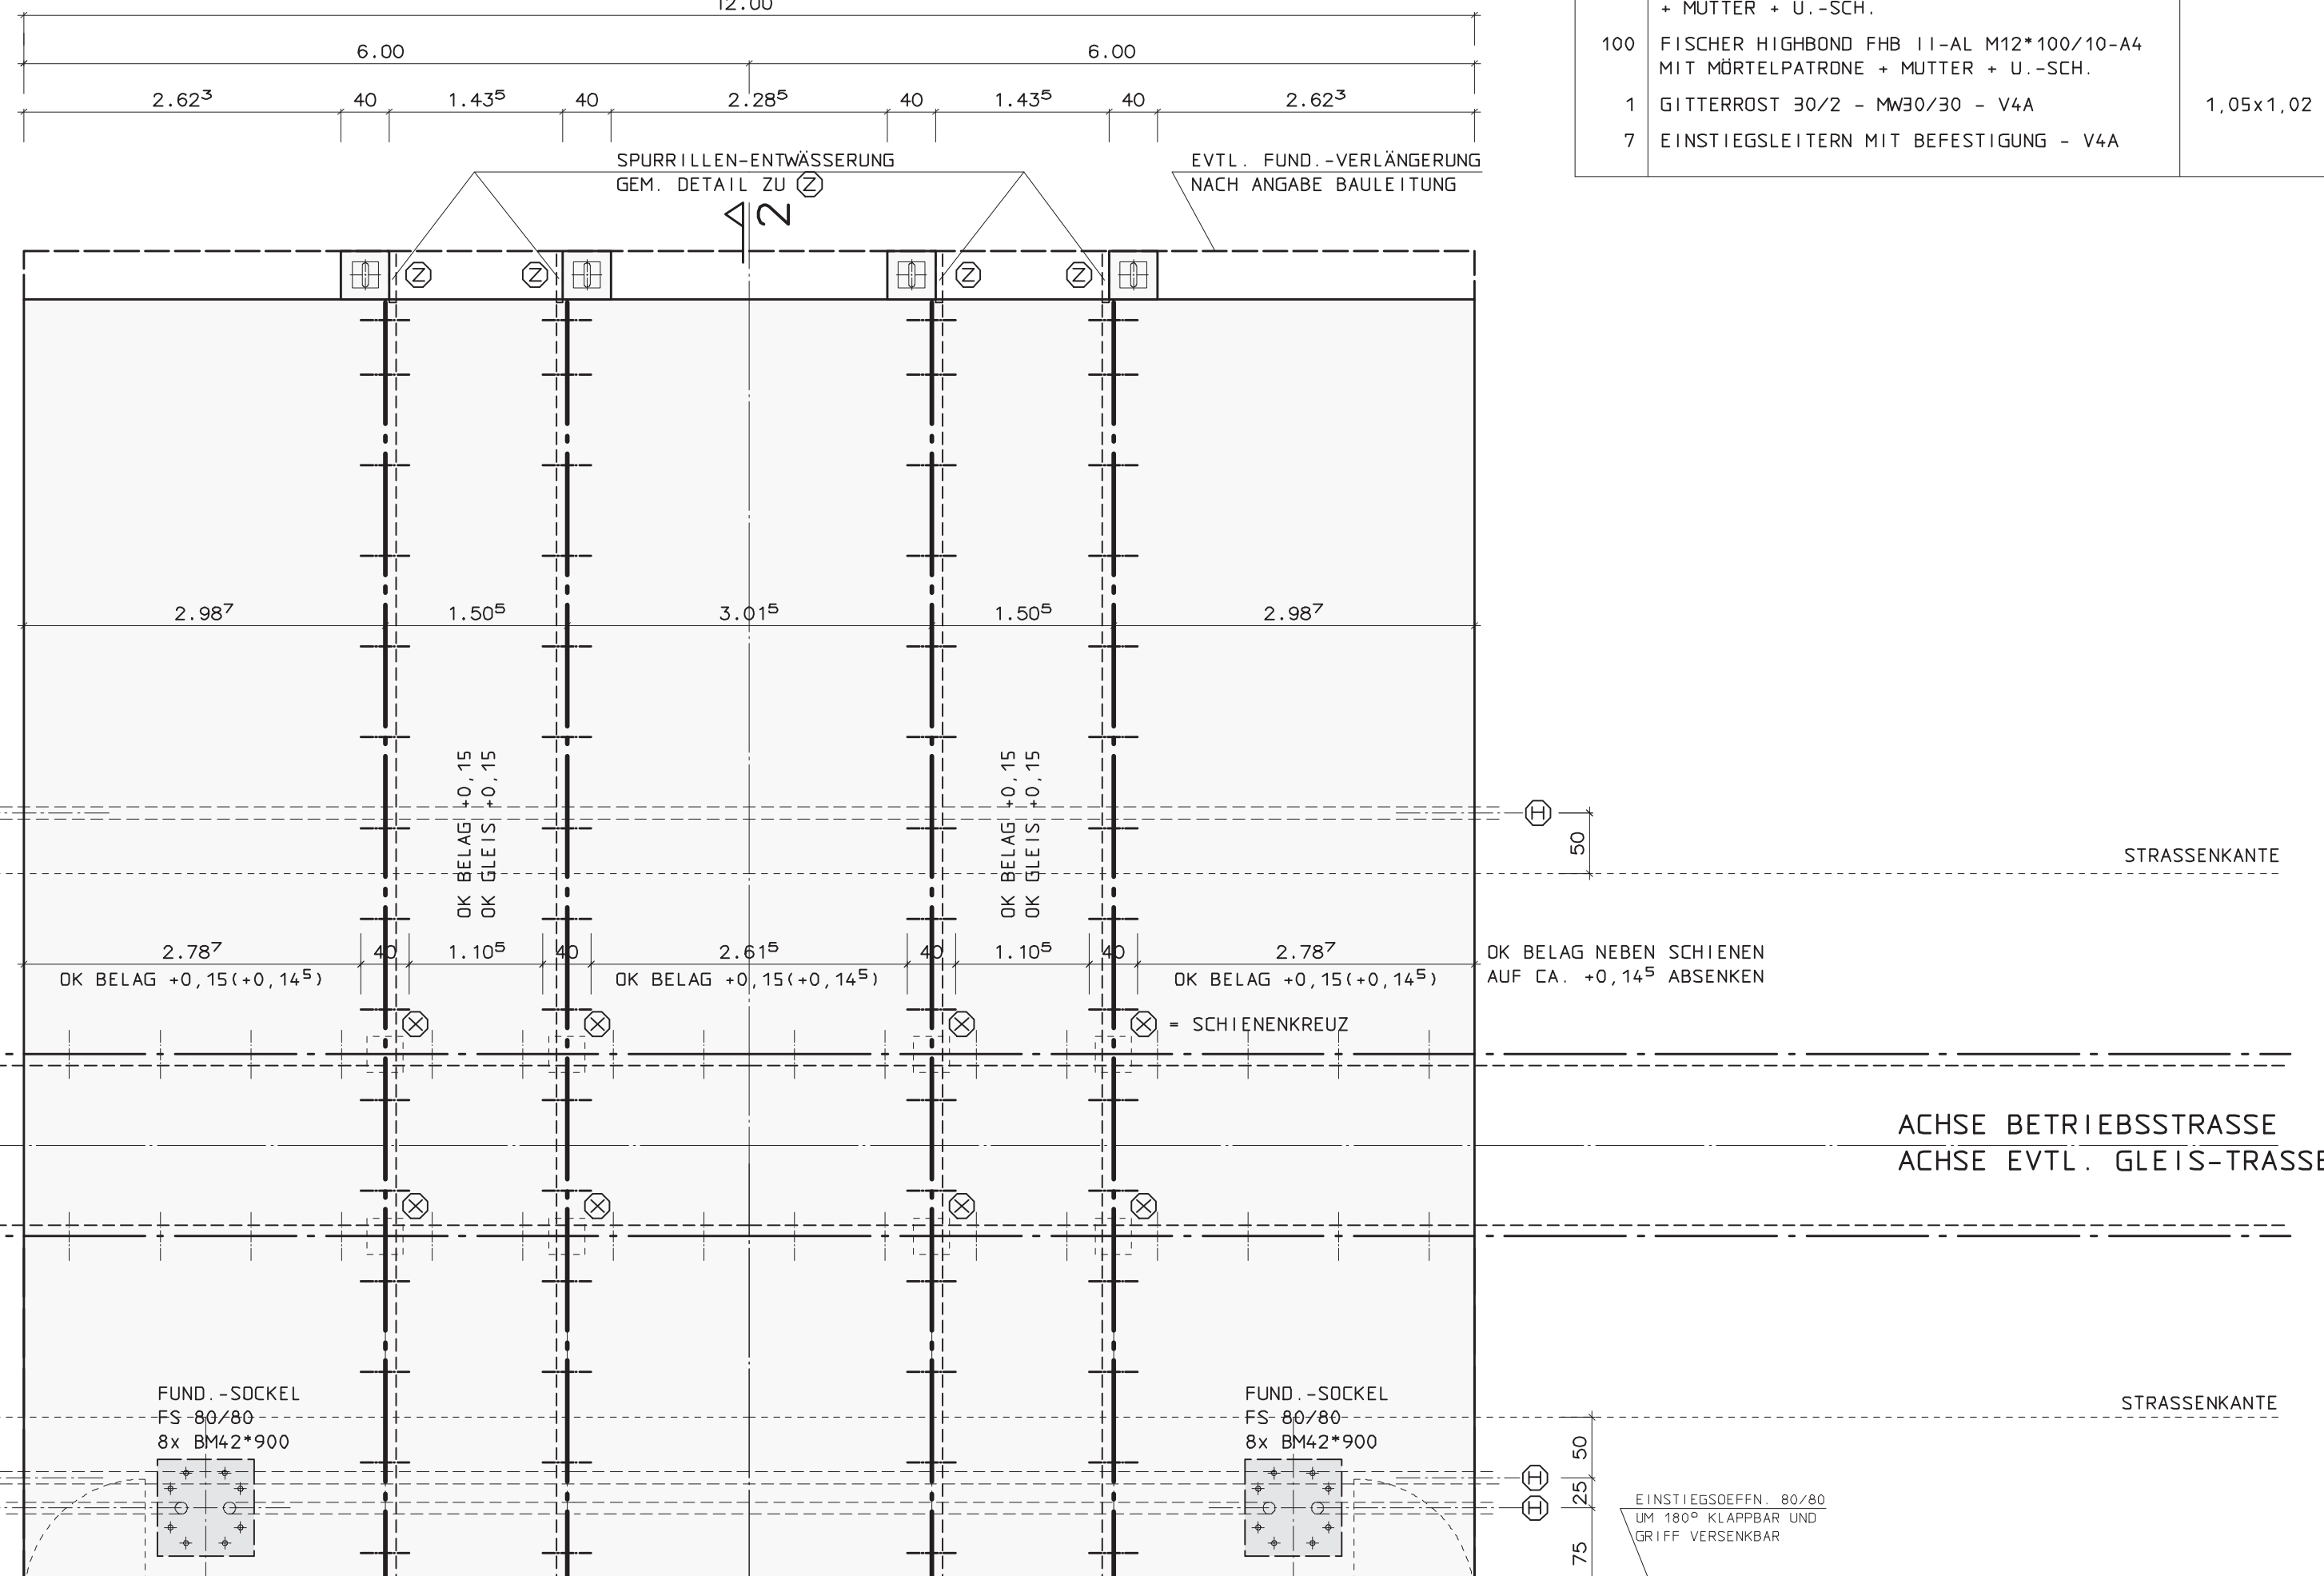 12.00
6.00
6.00
2.62³
40
1.43⁵
40
2.28⁵
40
1.43⁵
40
2.62³
+ MUTTER + U.-SCH.
100 FISCHER HIGHBOND FHB II-AL M12*100/10-A4
MIT MÖRTELPATRONE + MUTTER + U.-SCH.
1 GITTERROST 30/2 - MW30/30 - V4A 1,05x1,02
7 EINSTIEGSLEITERN MIT BEFESTIGUNG - V4A
SPURRILLEN-ENTWÄSSERUNG
GEM. DETAIL ZU Z
EVTL. FUND.-VERLÄNGERUNG
NACH ANGABE BAULEITUNG
2
Z
Z
Z
Z
2.98⁷
1.50⁵
3.01⁵
1.50⁵
2.98⁷
OK BELAG +0,15
OK GLEIS +0,15
OK BELAG +0,15
OK GLEIS +0,15
H
50
STRASSENKANTE
2.78⁷
40
1.10⁵
40
2.61⁵
40
1.10⁵
40
2.78⁷
OK BELAG +0,15(+0,14⁵)
OK BELAG +0,15(+0,14⁵)
OK BELAG +0,15(+0,14⁵)
OK BELAG NEBEN SCHIENEN
AUF CA. +0,14⁵ ABSENKEN
= SCHIENENKREUZ
ACHSE BETRIEBSSTRASSE
ACHSE EVTL. GLEIS-TRASSE
FUND.-SOCKEL
FS 80/80
8x BM42*900
FUND.-SOCKEL
FS 80/80
8x BM42*900
STRASSENKANTE
50
H
25
H
75
EINSTIEGSOEFFN. 80/80
UM 180° KLAPPBAR UND
GRIFF VERSENKBAR